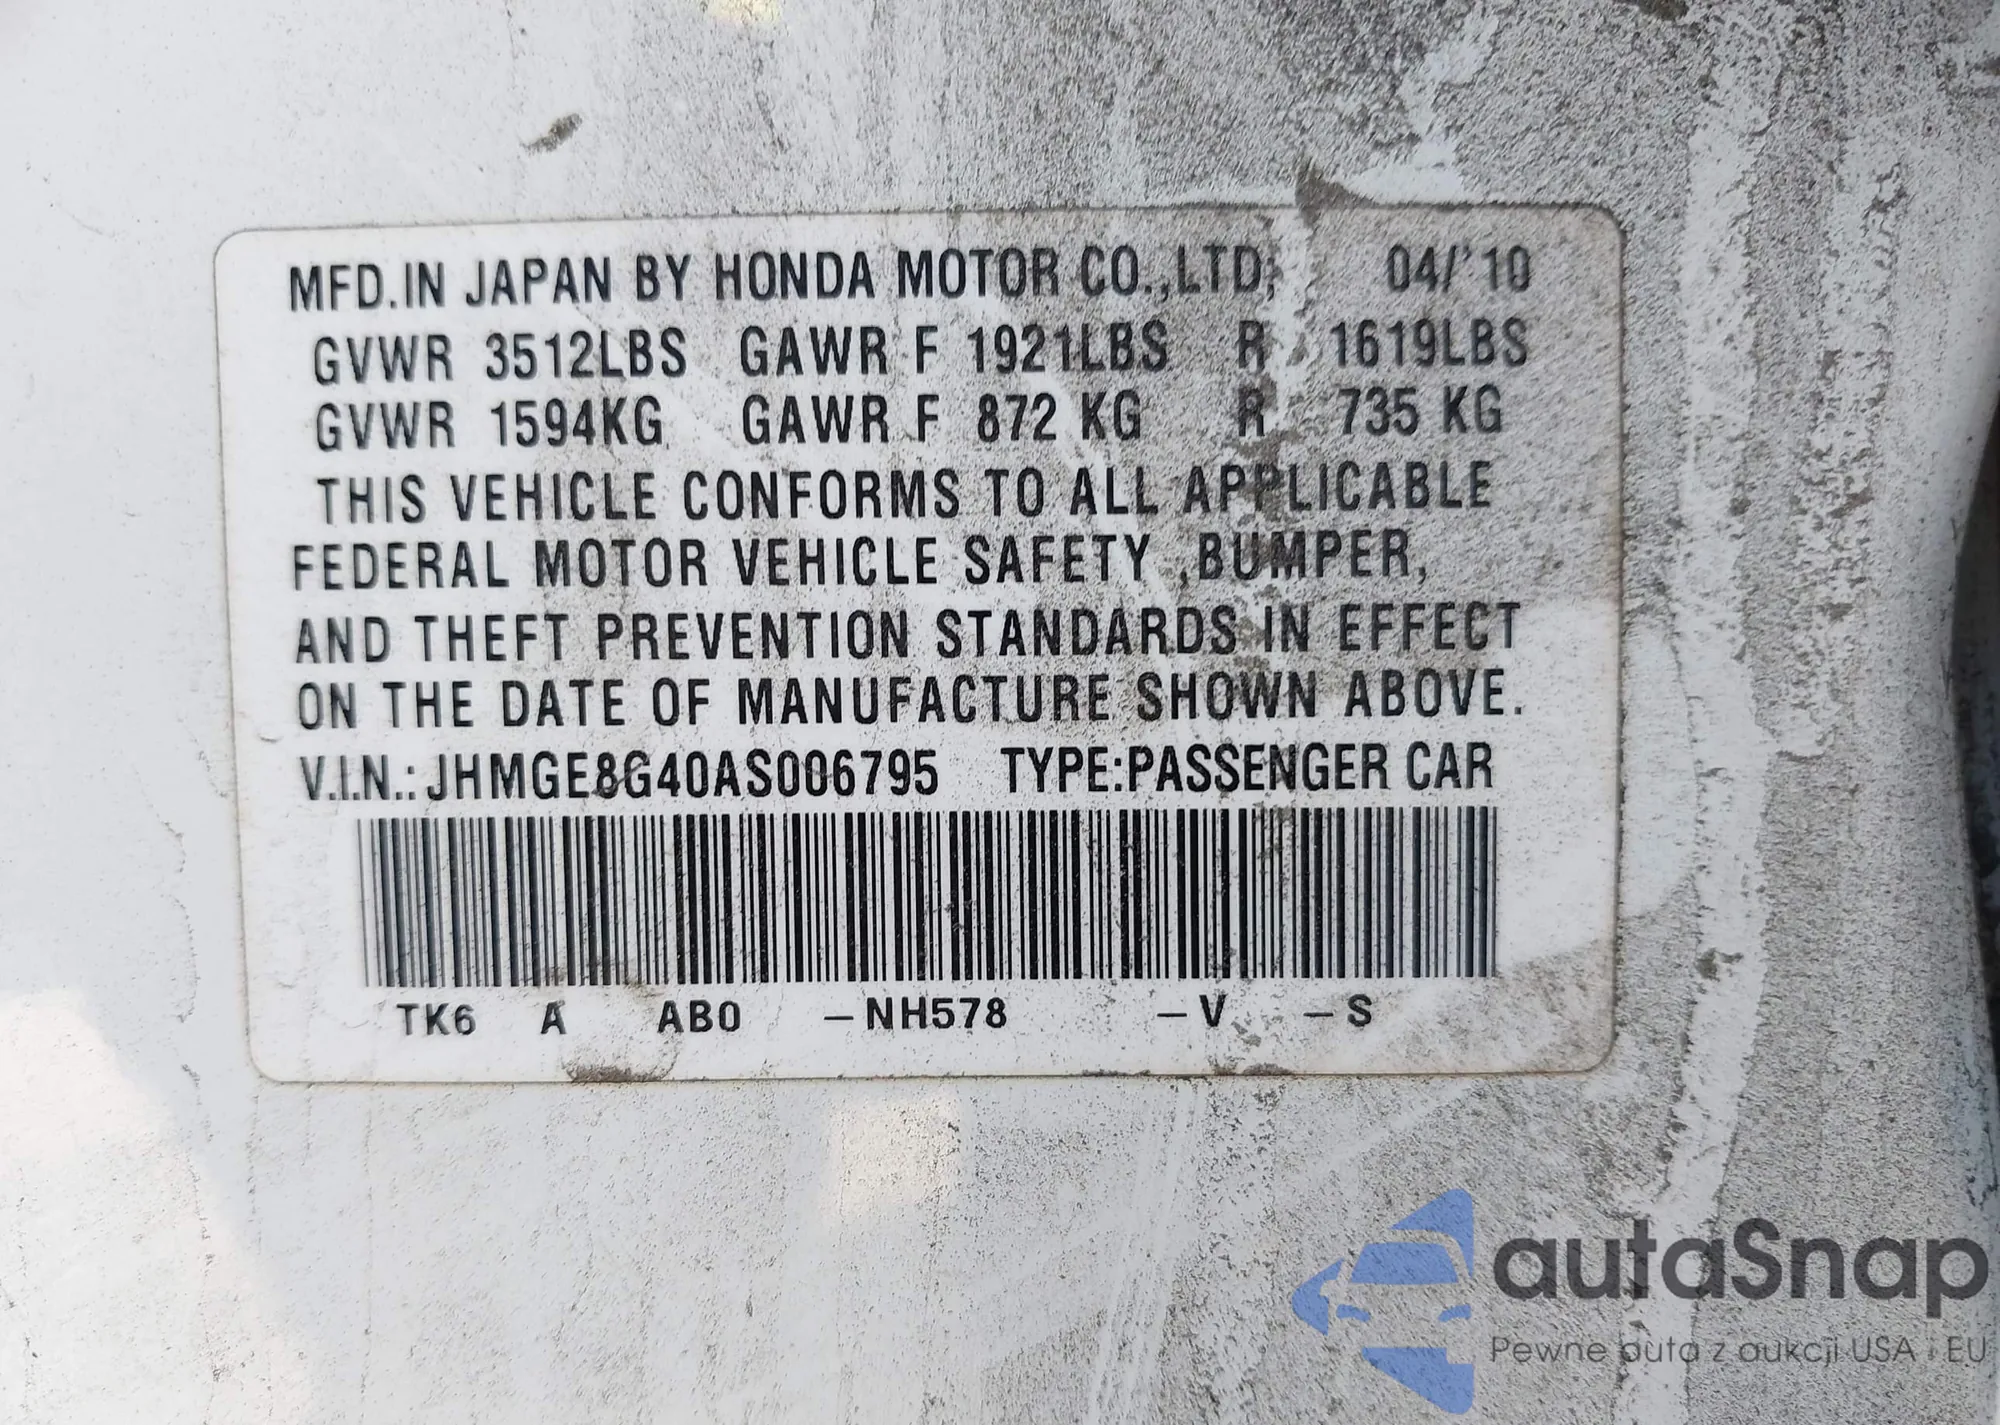 MFD.IN JAPAN BY HONDA MOTOR CO.,LTD. 04/'10
GVWR 3512LBS GAWR F 1921LBS R 1619LBS
GVWR 1594KG GAWR F 872 KG R 735 KG
THIS VEHICLE CONFORMS TO ALL APPLICABLE
FEDERAL MOTOR VEHICLE SAFETY ,BUMPER,
AND THEFT PREVENTION STANDARDS IN EFFECT
ON THE DATE OF MANUFACTURE SHOWN ABOVE.
V.I.N.: JHMGE8G40AS006795 TYPE:PASSENGER CAR
TK6 A AB0 -NH578 -V -S
autaSnap
Pewne auta z aukcji USA i EU